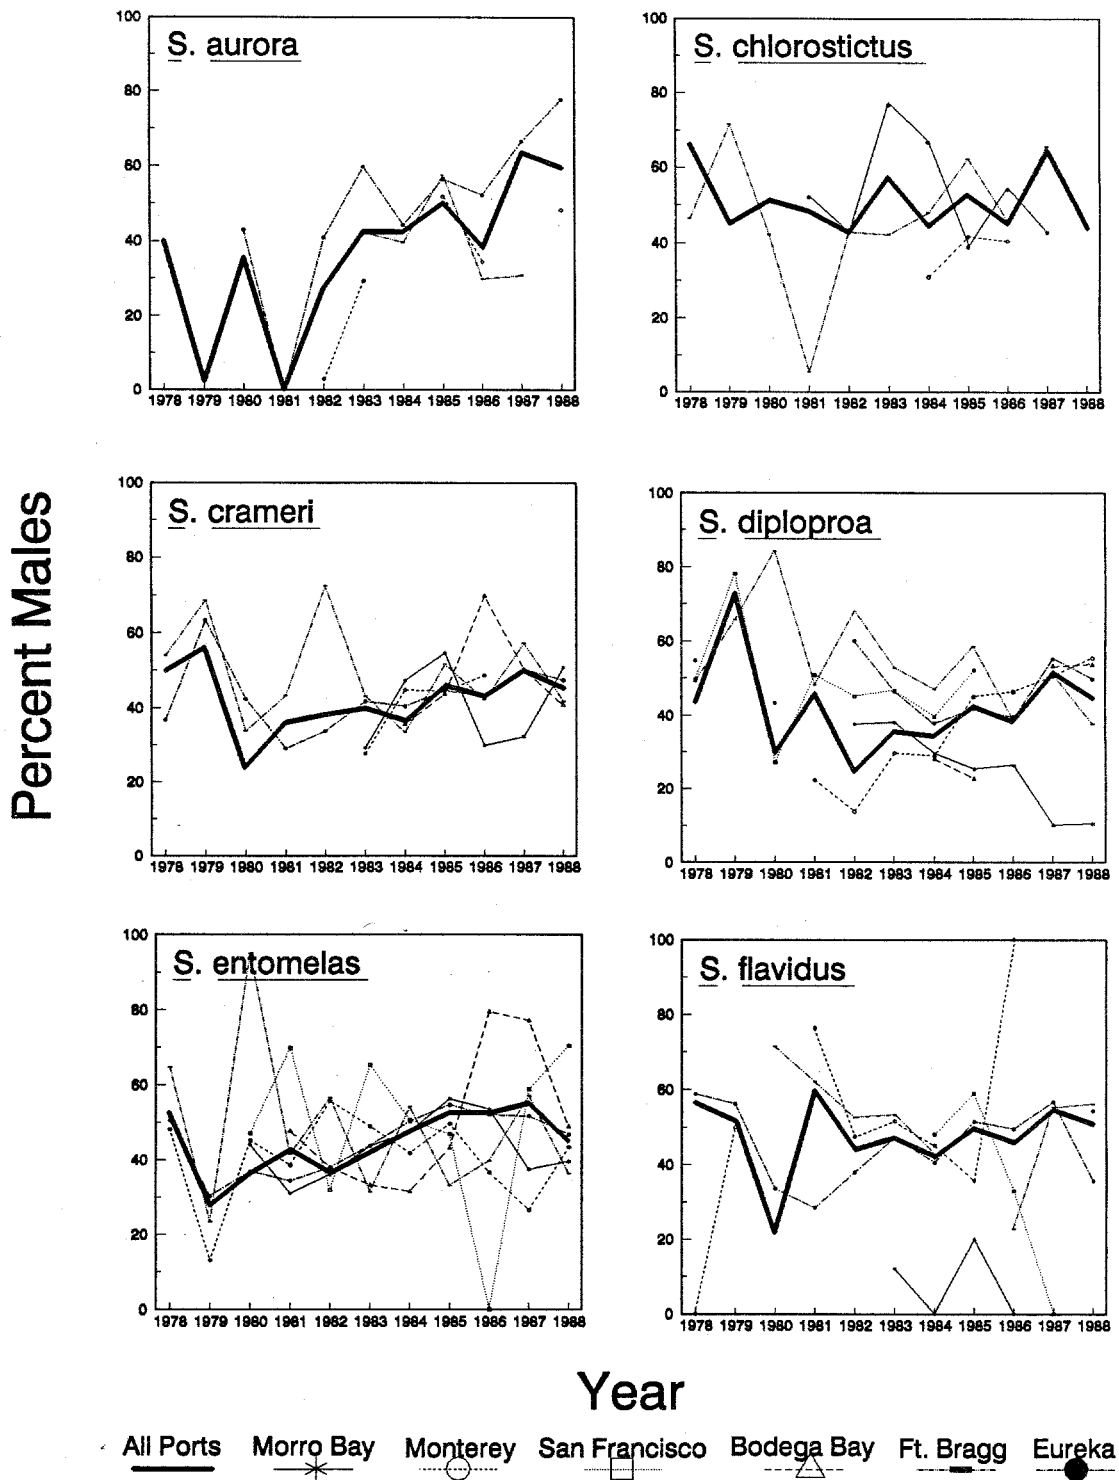 S. aurora
100
80
60
40
20
0
1978 1979 1980 1981 1982 1983 1984 1985 1986 1987 1988
S. chlorostictus
100
80
60
40
20
0
1978 1979 1980 1981 1982 1983 1984 1985 1986 1987 1988
S. crameri
100
80
60
40
20
0
1978 1979 1980 1981 1982 1983 1984 1985 1986 1987 1988
S. diploproa
100
80
60
40
20
0
1978 1979 1980 1981 1982 1983 1984 1985 1986 1987 1988
Percent Males
S. entomelas
100
80
60
40
20
0
1978 1979 1980 1981 1982 1983 1984 1985 1986 1987 1988
S. flavidus
100
80
60
40
20
0
1978 1979 1980 1981 1982 1983 1984 1985 1986 1987 1988
Year
All Ports Morro Bay Monterey San Francisco Bodega Bay Ft. Bragg Eureka